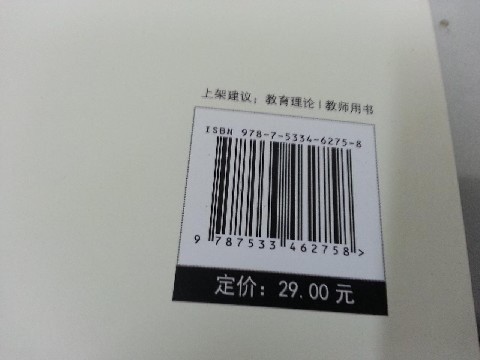 上架建议：教育理论 | 教师用书
ISBN 978-7-5334-6275-8
9 787533 462758 >
定价：29.00 元